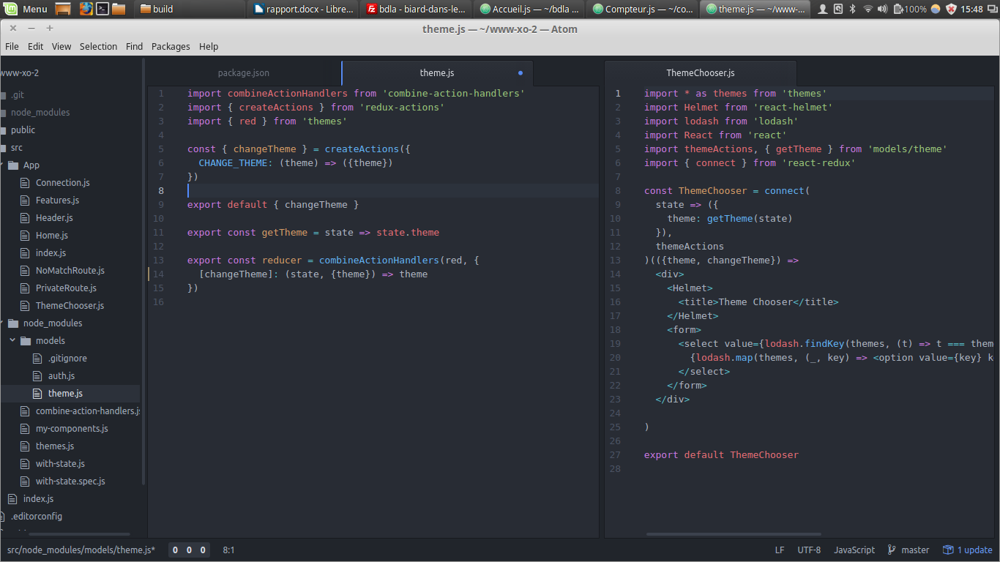 Menu
build
rapport.docx - Libre...
bdla - biard-dans-le...
Accueil.js — ~/bdla ...
Compteur.js — ~/co...
theme.js — ~/www-...
100%
15:48
theme.js — ~/www-xo-2 — Atom
File Edit View Selection Find Packages Help
www-xo-2
.git
node_modules
public
src
App
Connection.js
Features.js
Header.js
Home.js
index.js
NoMatchRoute.js
PrivateRoute.js
ThemeChooser.js
node_modules
models
.gitignore
auth.js
theme.js
combine-action-handlers.js
my-components.js
themes.js
with-state.js
with-state.spec.js
index.js
.editorconfig
package.json
theme.js
1 import combineActionHandlers from 'combine-action-handlers'
2 import { createActions } from 'redux-actions'
3 import { red } from 'themes'
4
5 const { changeTheme } = createActions({
6   CHANGE_THEME: (theme) => ({theme})
7 })
8
9 export default { changeTheme }
10
11 export const getTheme = state => state.theme
12
13 export const reducer = combineActionHandlers(red, {
14   [changeTheme]: (state, {theme}) => theme
15 })
16
ThemeChooser.js
1 import * as themes from 'themes'
2 import Helmet from 'react-helmet'
3 import lodash from 'lodash'
4 import React from 'react'
5 import themeActions, { getTheme } from 'models/theme'
6 import { connect } from 'react-redux'
7
8 const ThemeChooser = connect(
9   state => ({
10     theme: getTheme(state)
11   }),
12   themeActions
13 )(({theme, changeTheme}) =>
14   <div>
15     <Helmet>
16       <title>Theme Chooser</title>
17     </Helmet>
18     <form>
19       <select value={lodash.findKey(themes, (t) => t === them
20         {lodash.map(themes, (_, key) => <option value={key} k
21       </select>
22     </form>
23   </div>
24
25 )
26
27 export default ThemeChooser
28
src/node_modules/models/theme.js* 0 0 0 8:1
LF UTF-8 JavaScript master 1 update